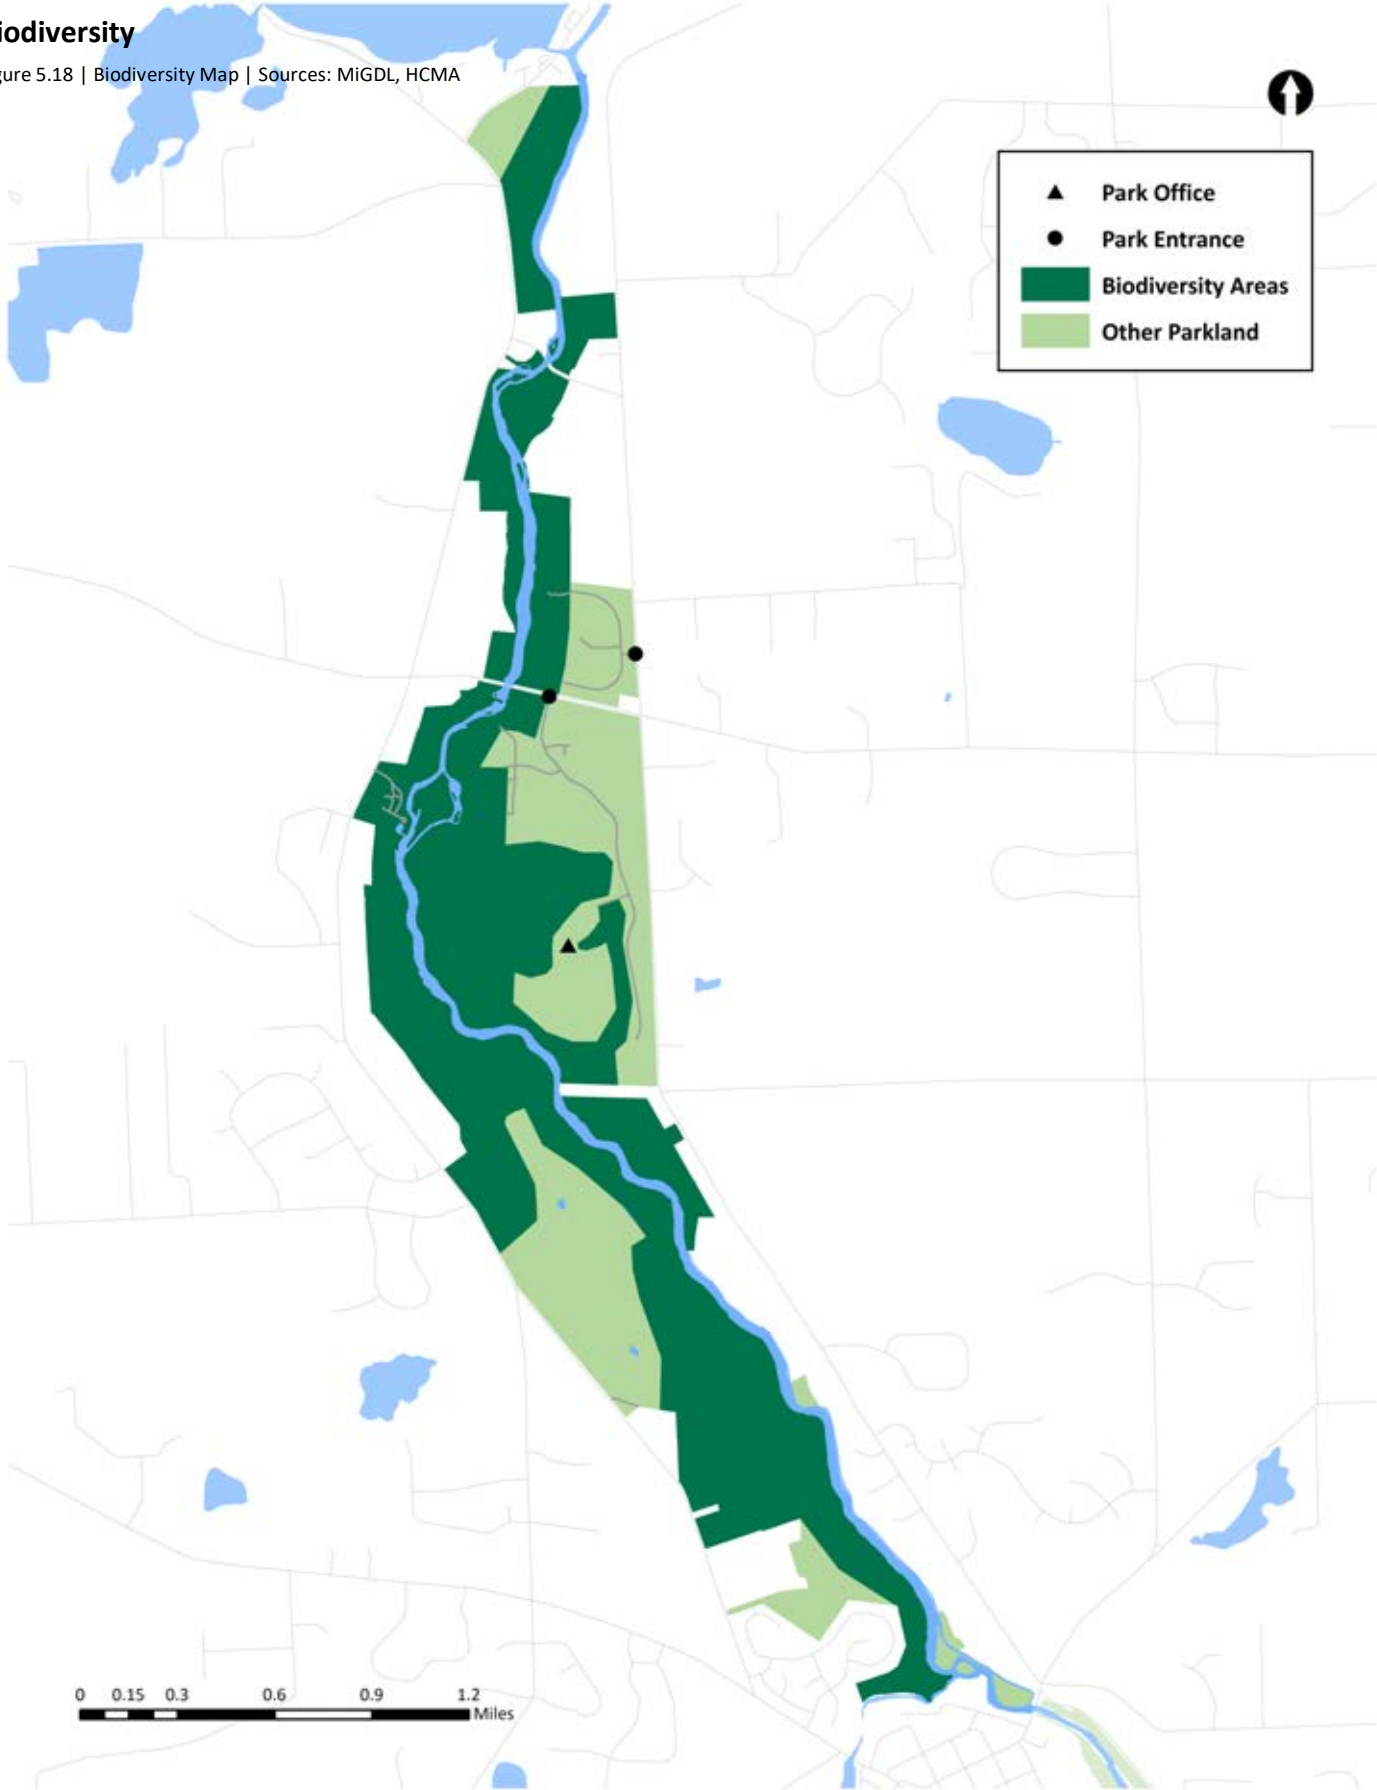 iodiversity
gure 5.18 | Biodiversity Map | Sources: MiGDL, HCMA
Park Office
Park Entrance
Biodiversity Areas
Other Parkland
0 0.15 0.3 0.6 0.9 1.2
Miles